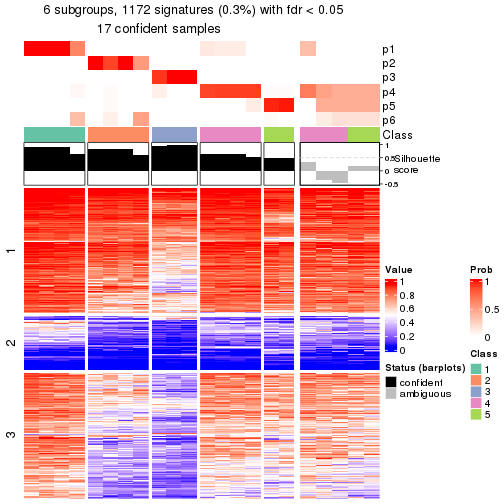 6 subgroups, 1172 signatures (0.3%) with fdr < 0.05
17 confident samples
p1
p2
p3
p4
p5
p6
Class
1
0.5
0
-0.5
Silhouette
score
1
2
3
Value
1
0.8
0.6
0.4
0.2
0
Status (barplots)
confident
ambiguous
Prob
1
0.5
0
Class
1
2
3
4
5